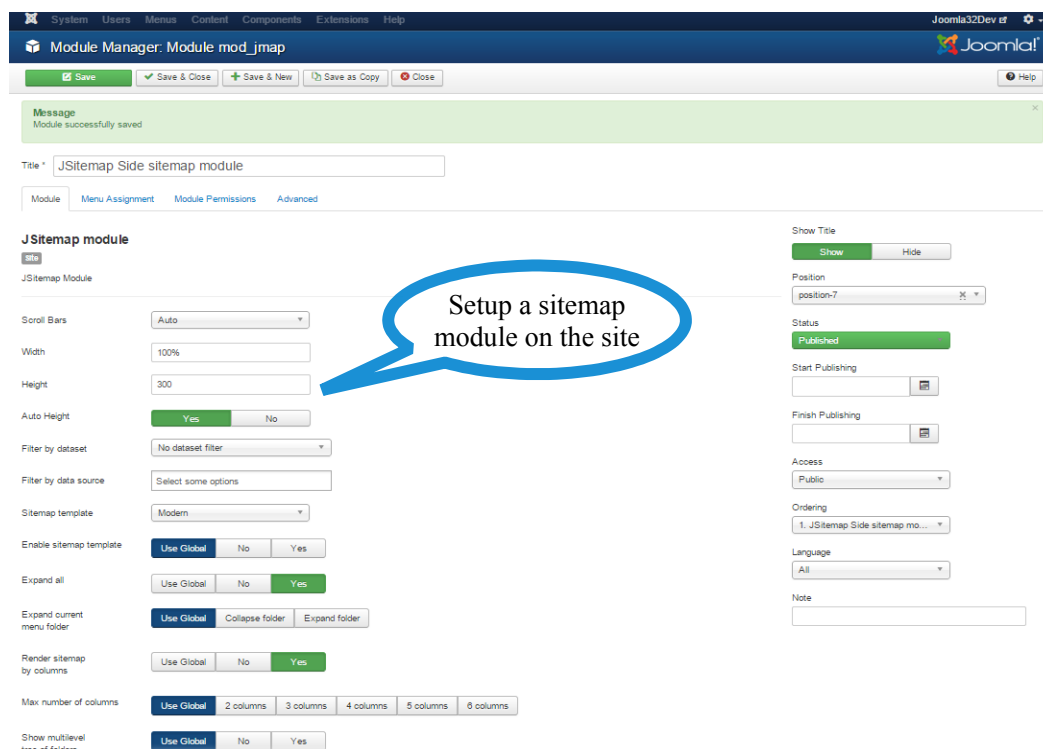 System Users Menus Content Components Extensions Help
Joomla32Dev
Module Manager: Module mod_jmap
Joomla!
Save
Save & Close
Save & New
Save as Copy
Close
Help
Message
Module successfully saved
Title * JSitemap Side sitemap module
Module Menu Assignment Module Permissions Advanced
JSitemap module
Site
JSitemap Module
Setup a sitemap
module on the site
Scroll Bars Auto
Width 100%
Height 300
Auto Height Yes No
Filter by dataset No dataset filter
Filter by data source Select some options
Sitemap template Modern
Enable sitemap template Use Global No Yes
Expand all Use Global No Yes
Expand current
menu folder
Use Global Collapse folder Expand folder
Render sitemap
by columns
Use Global No Yes
Max number of columns Use Global 2 columns 3 columns 4 columns 5 columns 6 columns
Show multilevel
tree of folders
Use Global No Yes
Show Title
Show Hide
Position
position-7
Status
Published
Start Publishing
Finish Publishing
Access
Public
Ordering
1. JSitemap Side sitemap mo...
Language
All
Note